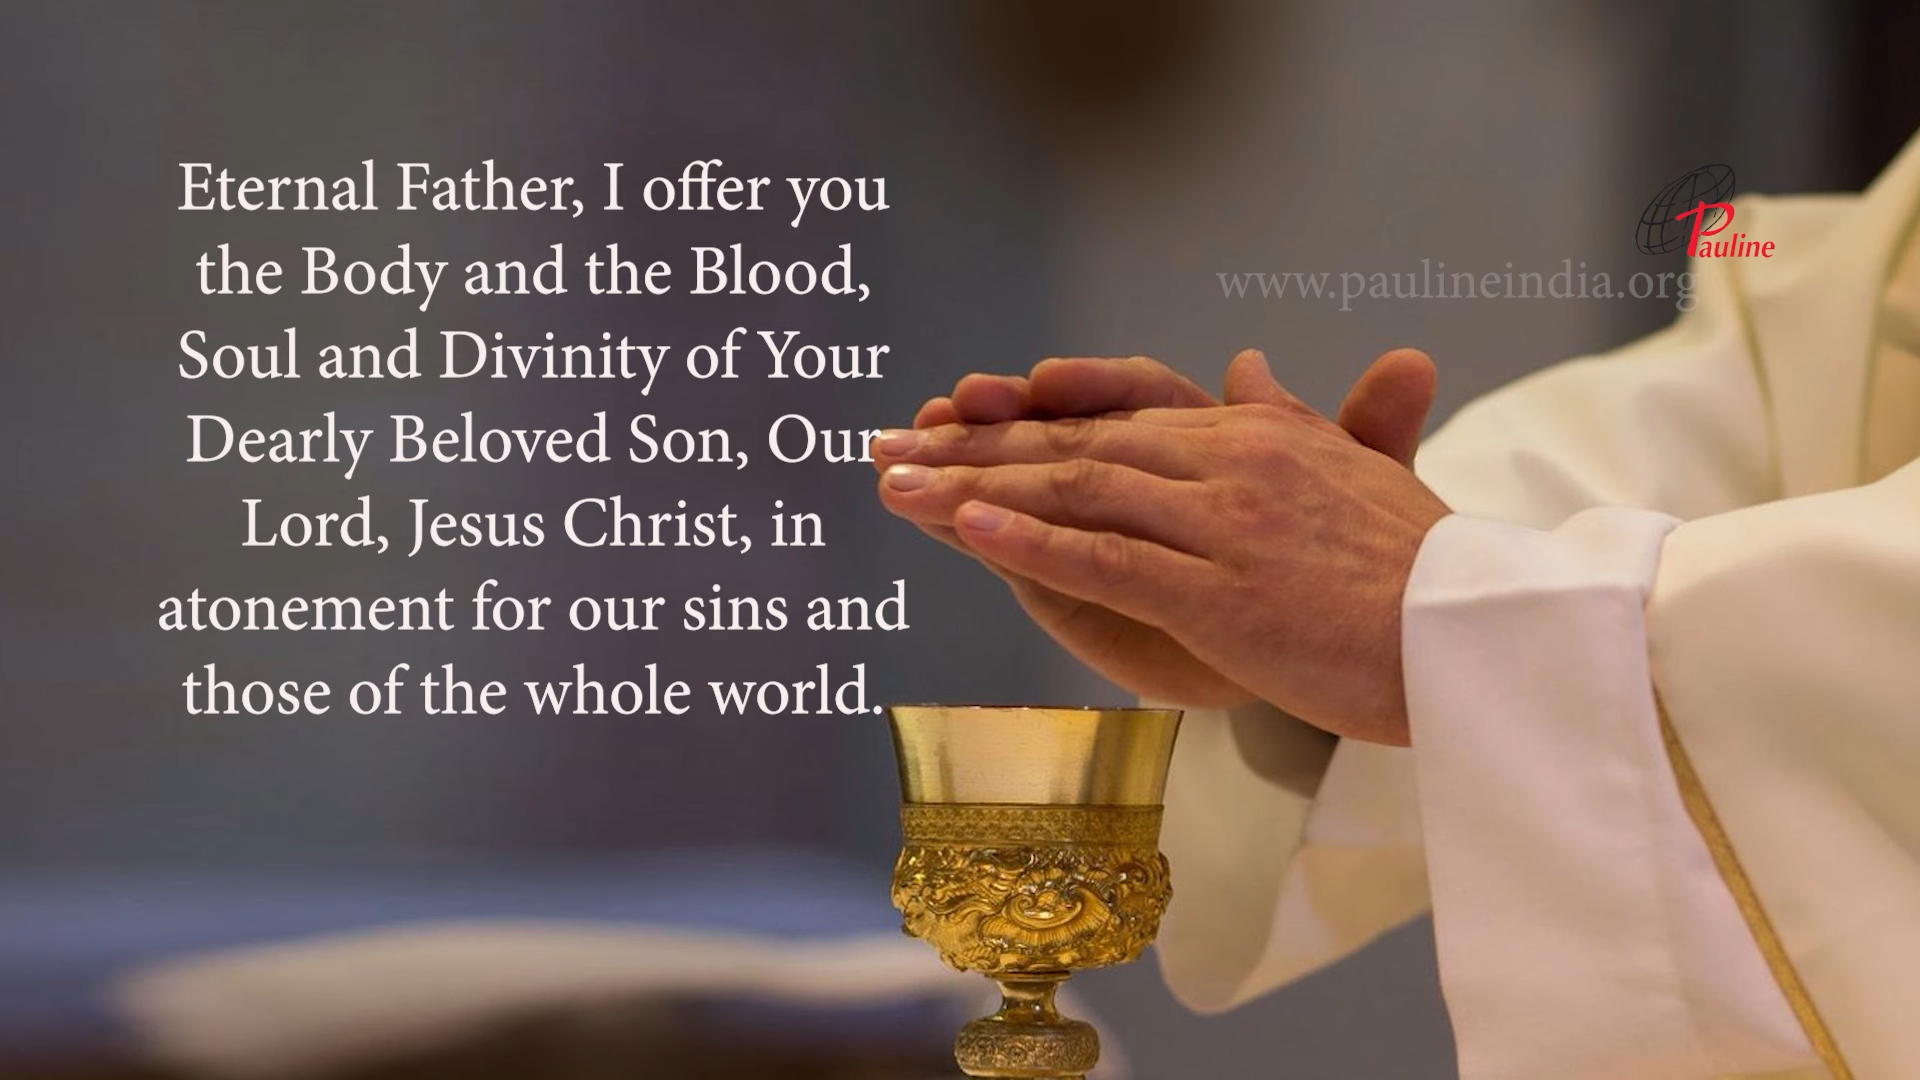 Eternal Father, I offer you
the Body and the Blood,
Soul and Divinity of Your
Dearly Beloved Son, Our
Lord, Jesus Christ, in
atonement for our sins and
those of the whole world.
Pauline
www.paulineindia.org